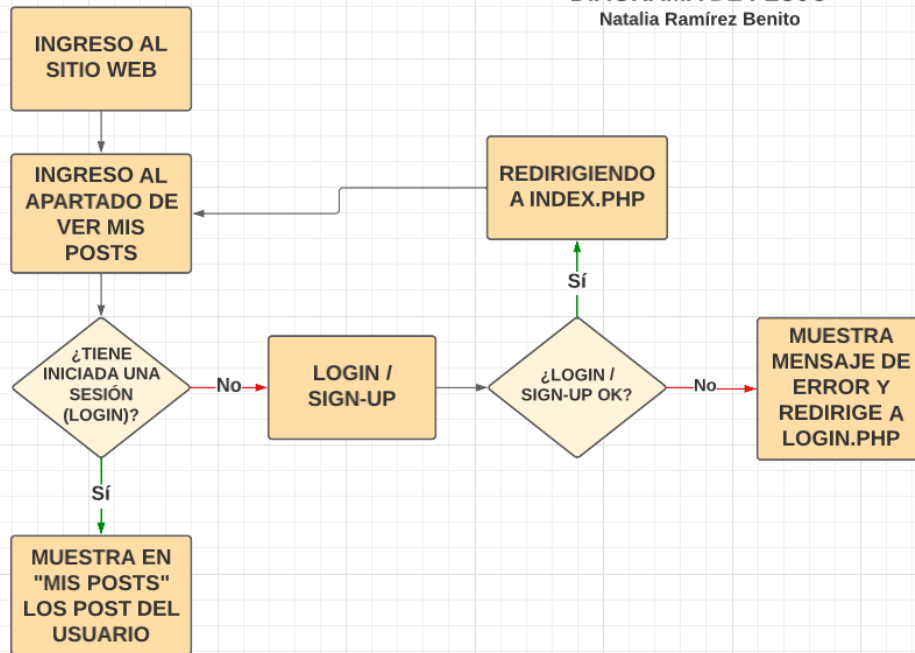 Natalia Ramírez Benito
INGRESO AL
SITIO WEB
INGRESO AL
APARTADO DE
VER MIS
POSTS
REDIRIGIENDO
A INDEX.PHP
Sí
¿TIENE
INICIADA UNA
SESIÓN
(LOGIN)?
No
LOGIN /
SIGN-UP
¿LOGIN /
SIGN-UP OK?
No
MUESTRA
MENSAJE DE
ERROR Y
REDIRIGE A
LOGIN.PHP
Sí
MUESTRA EN
"MIS POSTS"
LOS POST DEL
USUARIO